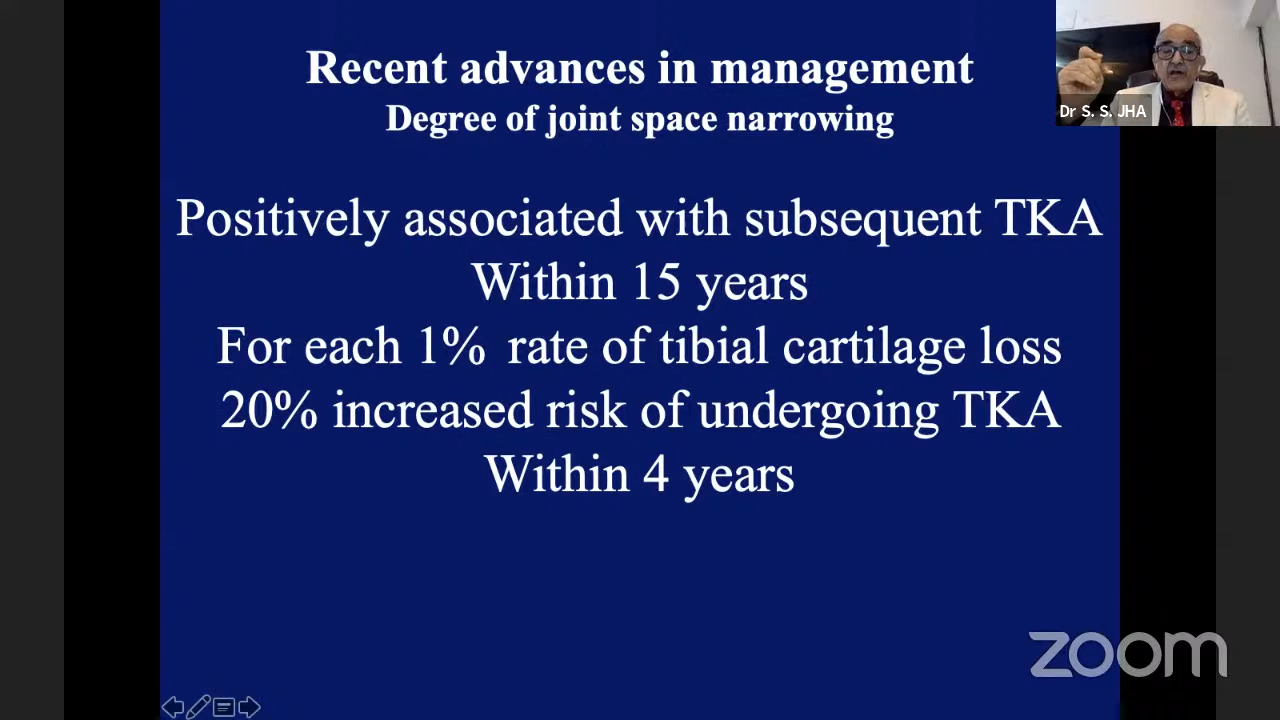 Recent advances in management
Degree of joint space narrowing
Positively associated with subsequent TKA
Within 15 years
For each 1% rate of tibial cartilage loss
20% increased risk of undergoing TKA
Within 4 years
Dr S. S. JHA
zoom